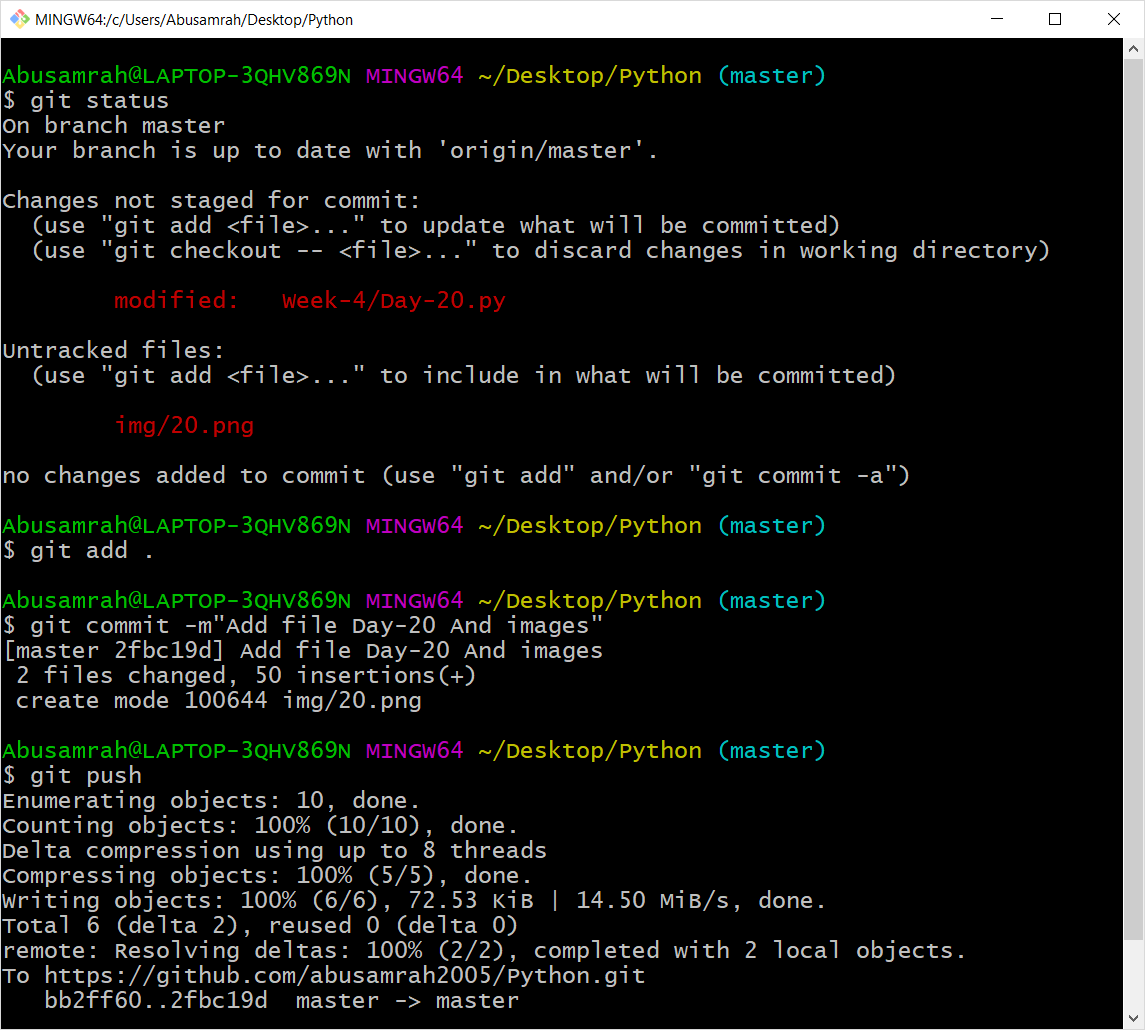 MINGW64:/c/Users/Abusamrah/Desktop/Python
Abusamrah@LAPTOP-3QHV869N MINGW64 ~/Desktop/Python (master)
$ git status
On branch master
Your branch is up to date with 'origin/master'.
Changes not staged for commit:
  (use "git add <file>..." to update what will be committed)
  (use "git checkout -- <file>..." to discard changes in working directory)
        modified:   Week-4/Day-20.py
Untracked files:
  (use "git add <file>..." to include in what will be committed)
        img/20.png
no changes added to commit (use "git add" and/or "git commit -a")
Abusamrah@LAPTOP-3QHV869N MINGW64 ~/Desktop/Python (master)
$ git add .
Abusamrah@LAPTOP-3QHV869N MINGW64 ~/Desktop/Python (master)
$ git commit -m"Add file Day-20 And images"
[master 2fbc19d] Add file Day-20 And images
 2 files changed, 50 insertions(+)
 create mode 100644 img/20.png
Abusamrah@LAPTOP-3QHV869N MINGW64 ~/Desktop/Python (master)
$ git push
Enumerating objects: 10, done.
Counting objects: 100% (10/10), done.
Delta compression using up to 8 threads
Compressing objects: 100% (5/5), done.
Writing objects: 100% (6/6), 72.53 KiB | 14.50 MiB/s, done.
Total 6 (delta 2), reused 0 (delta 0)
remote: Resolving deltas: 100% (2/2), completed with 2 local objects.
To https://github.com/abusamrah2005/Python.git
   bb2ff60..2fbc19d  master -> master